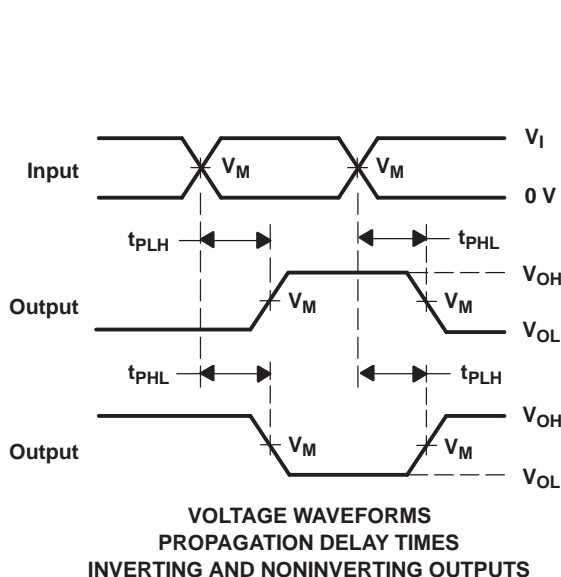 V_I
Input V_M V_M
0 V
t_PLH t_PHL
V_OH
Output V_M V_M
V_OL
t_PHL t_PLH
V_OH
Output V_M V_M
V_OL
VOLTAGE WAVEFORMS
PROPAGATION DELAY TIMES
INVERTING AND NONINVERTING OUTPUTS